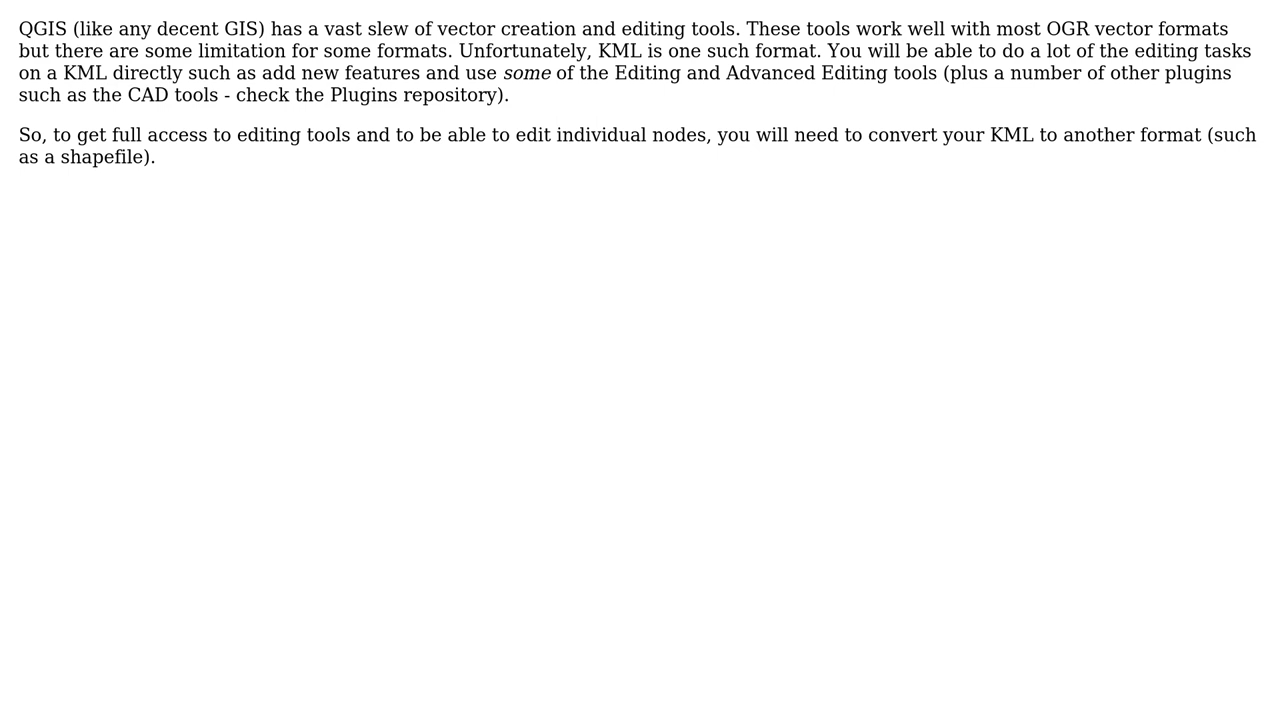 QGIS (like any decent GIS) has a vast slew of vector creation and editing tools. These tools work well with most OGR vector formats
but there are some limitation for some formats. Unfortunately, KML is one such format. You will be able to do a lot of the editing tasks
on a KML directly such as add new features and use some of the Editing and Advanced Editing tools (plus a number of other plugins
such as the CAD tools - check the Plugins repository).
So, to get full access to editing tools and to be able to edit individual nodes, you will need to convert your KML to another format (such
as a shapefile).